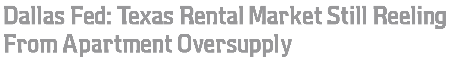 Dallas Fed: Texas Rental Market Still Reeling
From Apartment Oversupply